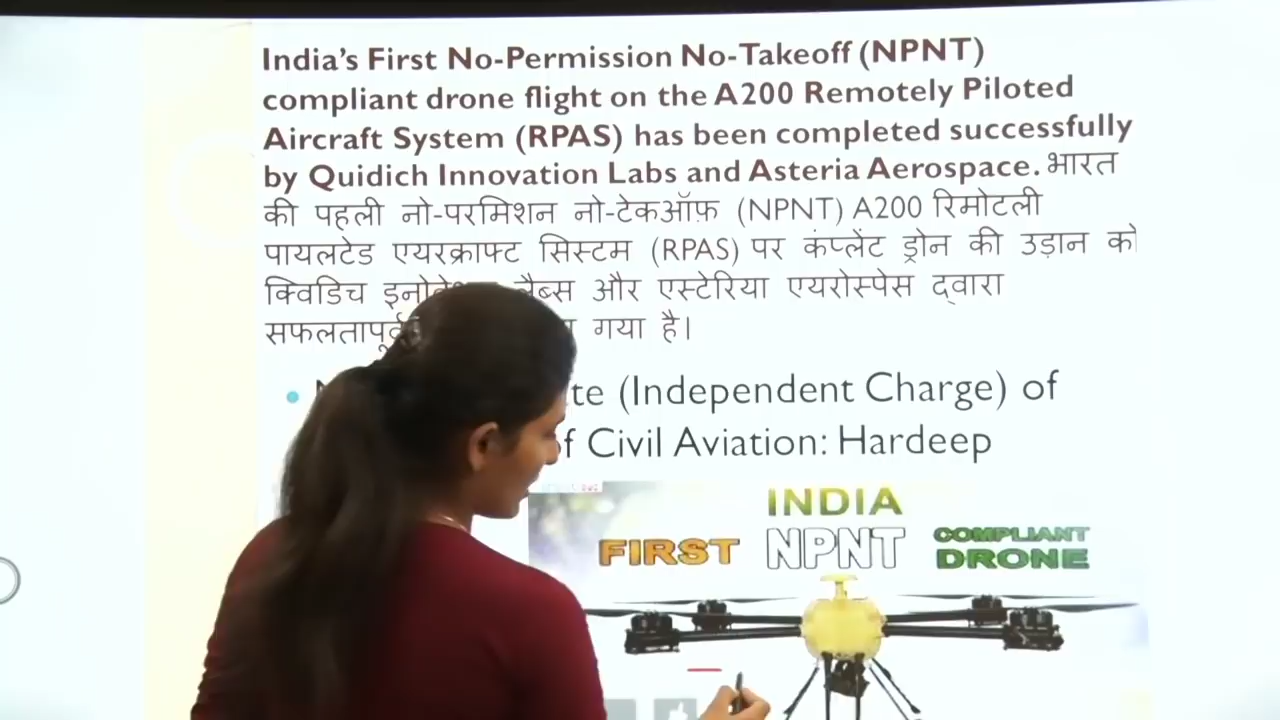 India's First No-Permission No-Takeoff (NPNT)
compliant drone flight on the A200 Remotely Piloted
Aircraft System (RPAS) has been completed successfully
by Quidich Innovation Labs and Asteria Aerospace. भारत
की पहली नो-परमिशन नो-टेकऑफ़ (NPNT) A200 रिमोटली
पायलटेड एयरक्राफ्ट सिस्टम (RPAS) पर कंप्लेंट ड्रोन की उड़ान को
क्विडिच और एस्टेरिया एयरोस्पेस द्वारा
गया है।
(Independent Charge) of
of Civil Aviation: Hardeep
INDIA
FIRST NPNT COMPLIANT
DRONE